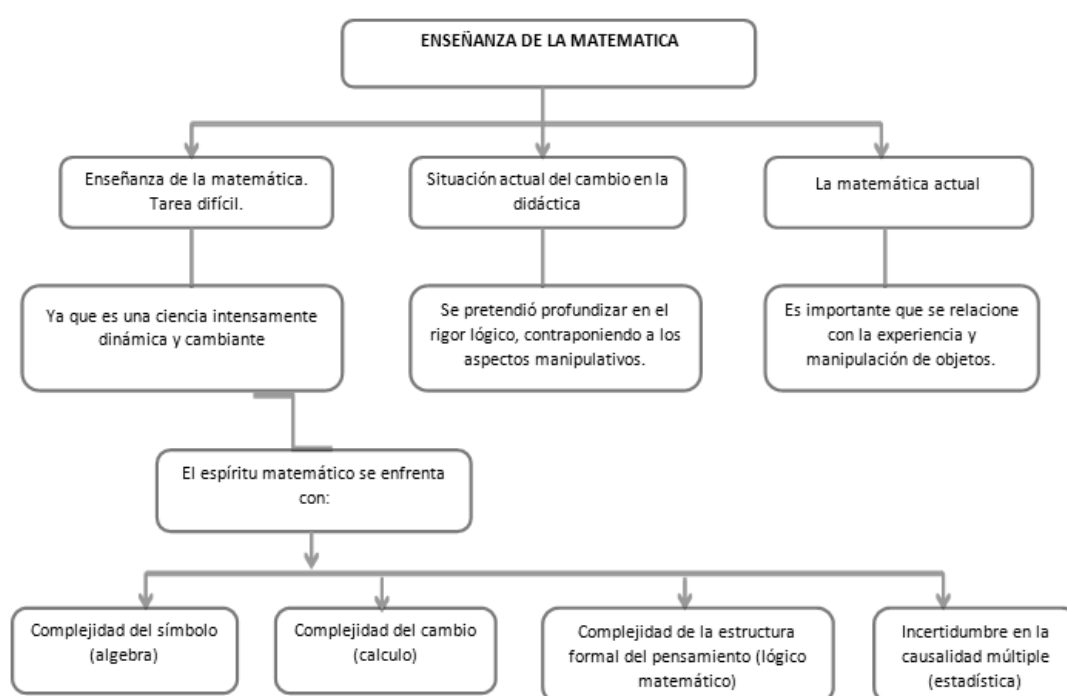 ENSEÑANZA DE LA MATEMATICA
Enseñanza de la matemática.
Tarea difícil.
Situación actual del cambio en la
didáctica
La matemática actual
Ya que es una ciencia intensamente
dinámica y cambiante
Se pretendió profundizar en el
rigor lógico, contraponiendo a los
aspectos manipulativos.
Es importante que se relacione
con la experiencia y
manipulación de objetos.
El espíritu matemático se enfrenta
con:
Complejidad del símbolo
(algebra)
Complejidad del cambio
(calculo)
Complejidad de la estructura
formal del pensamiento (lógico
matemático)
Incertidumbre en la
causalidad múltiple
(estadística)